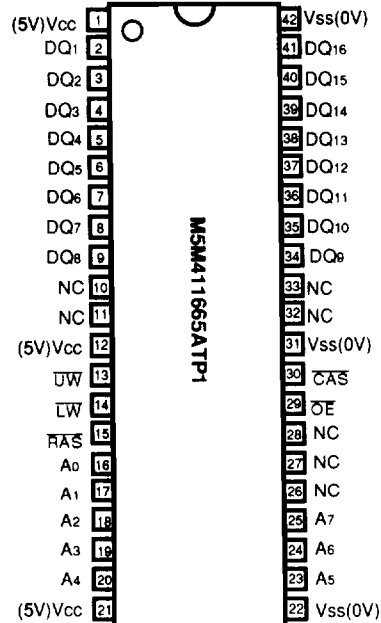 (5V)Vcc 1 42 Vss(0V)
DQ1 2 41 DQ16
DQ2 3 40 DQ15
DQ3 4 39 DQ14
DQ4 5 38 DQ13
DQ5 6 37 DQ12
DQ6 7 36 DQ11
DQ7 8 35 DQ10
DQ8 9 34 DQ9
NC 10 33 NC
NC 11 32 NC
(5V)Vcc 12 31 Vss(0V)
UW 13 30 CAS
LW 14 29 OE
RAS 15 28 NC
A0 16 27 NC
A1 17 26 NC
A2 18 25 A7
A3 19 24 A6
A4 20 23 A5
(5V)Vcc 21 22 Vss(0V)
M5M411665ATP1